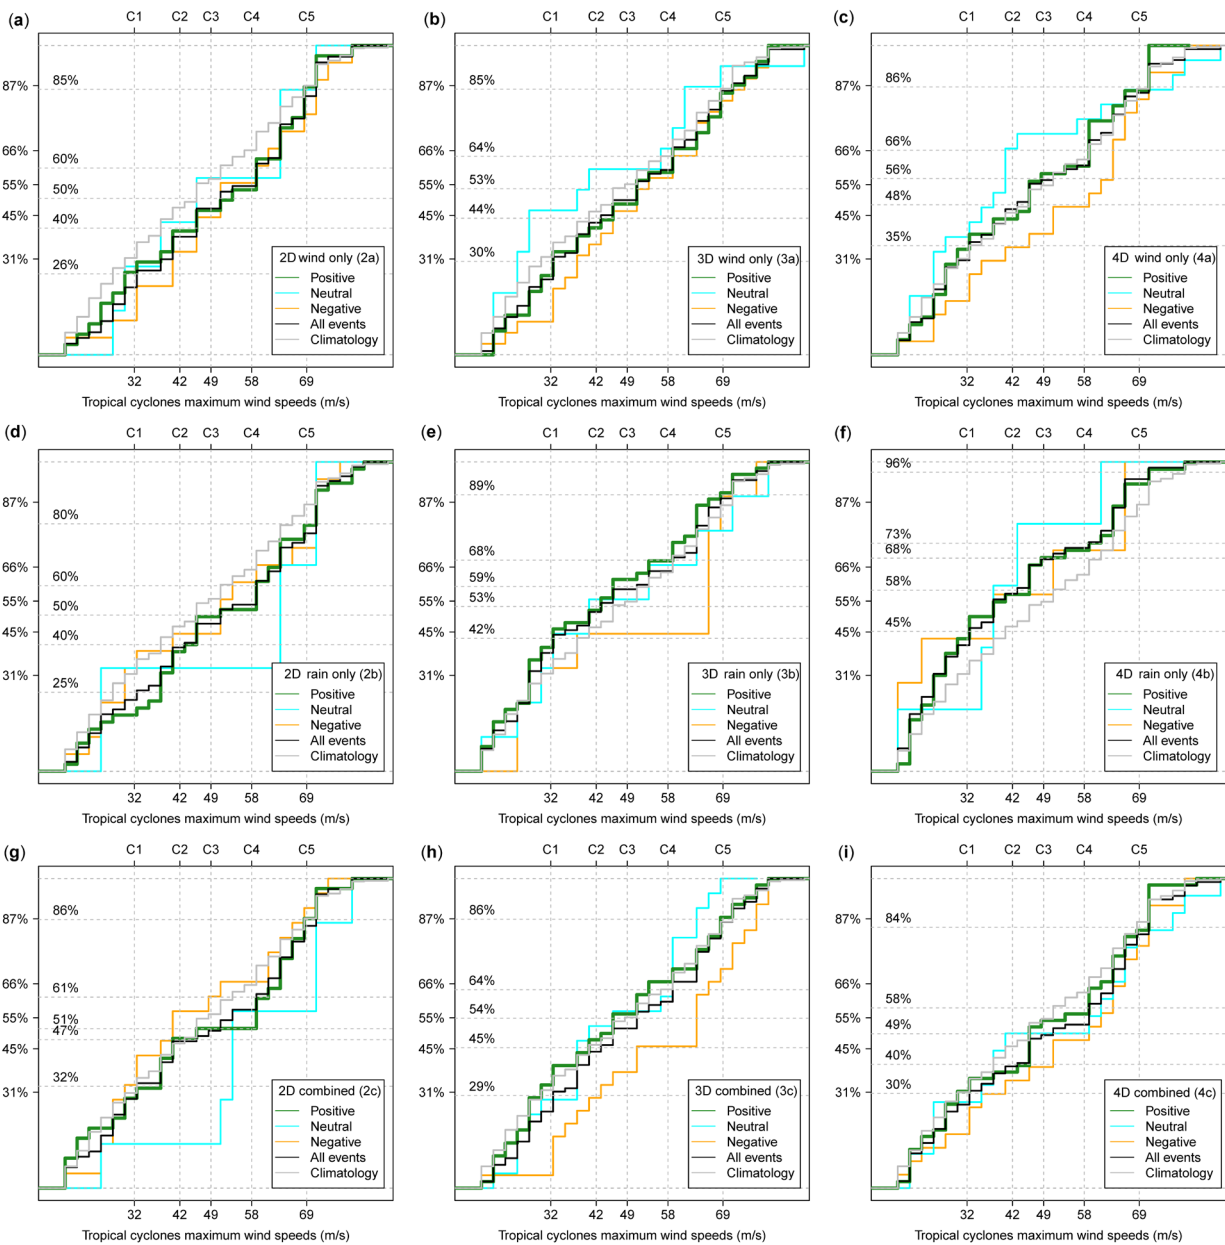 (a)
C1 C2 C3 C4 C5
87%
66%
55%
45%
31%
85%
60%
50%
40%
26%
2D wind only (2a)
Positive
Neutral
Negative
All events
Climatology
32 42 49 58 69
Tropical cyclones maximum wind speeds (m/s)
(b)
C1 C2 C3 C4 C5
87%
66%
55%
45%
31%
85%
64%
53%
44%
30%
3D wind only (3a)
Positive
Neutral
Negative
All events
Climatology
32 42 49 58 69
Tropical cyclones maximum wind speeds (m/s)
(c)
C1 C2 C3 C4 C5
87%
66%
55%
45%
31%
86%
66%
56%
48%
35%
4D wind only (4a)
Positive
Neutral
Negative
All events
Climatology
32 42 49 58 69
Tropical cyclones maximum wind speeds (m/s)
(d)
C1 C2 C3 C4 C5
87%
66%
55%
45%
31%
80%
60%
50%
40%
25%
2D rain only (2b)
Positive
Neutral
Negative
All events
Climatology
32 42 49 58 69
Tropical cyclones maximum wind speeds (m/s)
(e)
C1 C2 C3 C4 C5
87%
66%
55%
45%
31%
89%
68%
59%
53%
42%
3D rain only (3b)
Positive
Neutral
Negative
All events
Climatology
32 42 49 58 69
Tropical cyclones maximum wind speeds (m/s)
(f)
C1 C2 C3 C4 C5
87%
66%
55%
45%
31%
96%
73%
68%
58%
45%
4D rain only (4b)
Positive
Neutral
Negative
All events
Climatology
32 42 49 58 69
Tropical cyclones maximum wind speeds (m/s)
(g)
C1 C2 C3 C4 C5
87%
66%
55%
45%
31%
86%
61%
51%
47%
32%
2D combined (2c)
Positive
Neutral
Negative
All events
Climatology
32 42 49 58 69
Tropical cyclones maximum wind speeds (m/s)
(h)
C1 C2 C3 C4 C5
87%
66%
55%
45%
31%
86%
64%
54%
45%
29%
3D combined (3c)
Positive
Neutral
Negative
All events
Climatology
32 42 49 58 69
Tropical cyclones maximum wind speeds (m/s)
(i)
C1 C2 C3 C4 C5
87%
66%
55%
45%
31%
84%
58%
49%
40%
30%
4D combined (4c)
Positive
Neutral
Negative
All events
Climatology
32 42 49 58 69
Tropical cyclones maximum wind speeds (m/s)